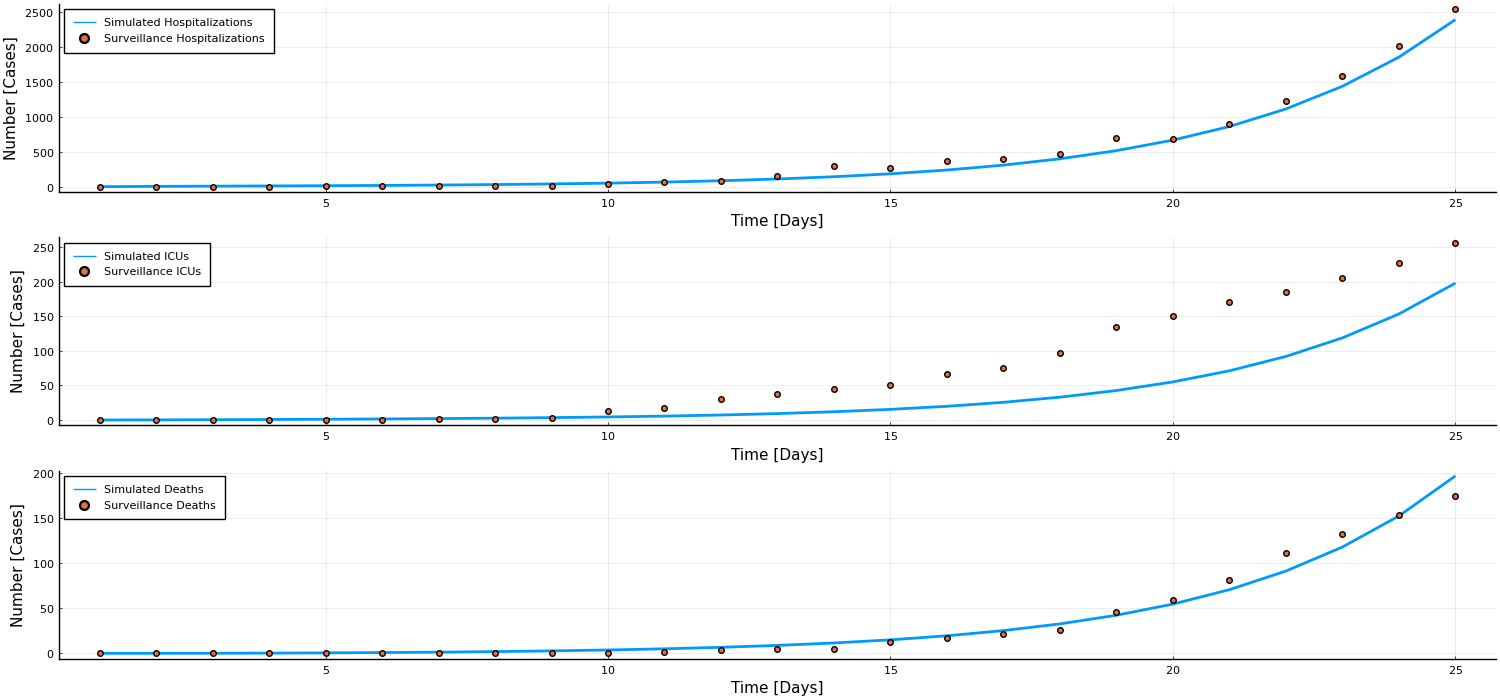 Number [Cases]
2500
2000
1500
1000
500
0
Simulated Hospitalizations
Surveillance Hospitalizations
5 10 15 20 25
Time [Days]
Number [Cases]
250
200
150
100
50
0
Simulated ICUs
Surveillance ICUs
5 10 15 20 25
Time [Days]
Number [Cases]
200
150
100
50
0
Simulated Deaths
Surveillance Deaths
5 10 15 20 25
Time [Days]